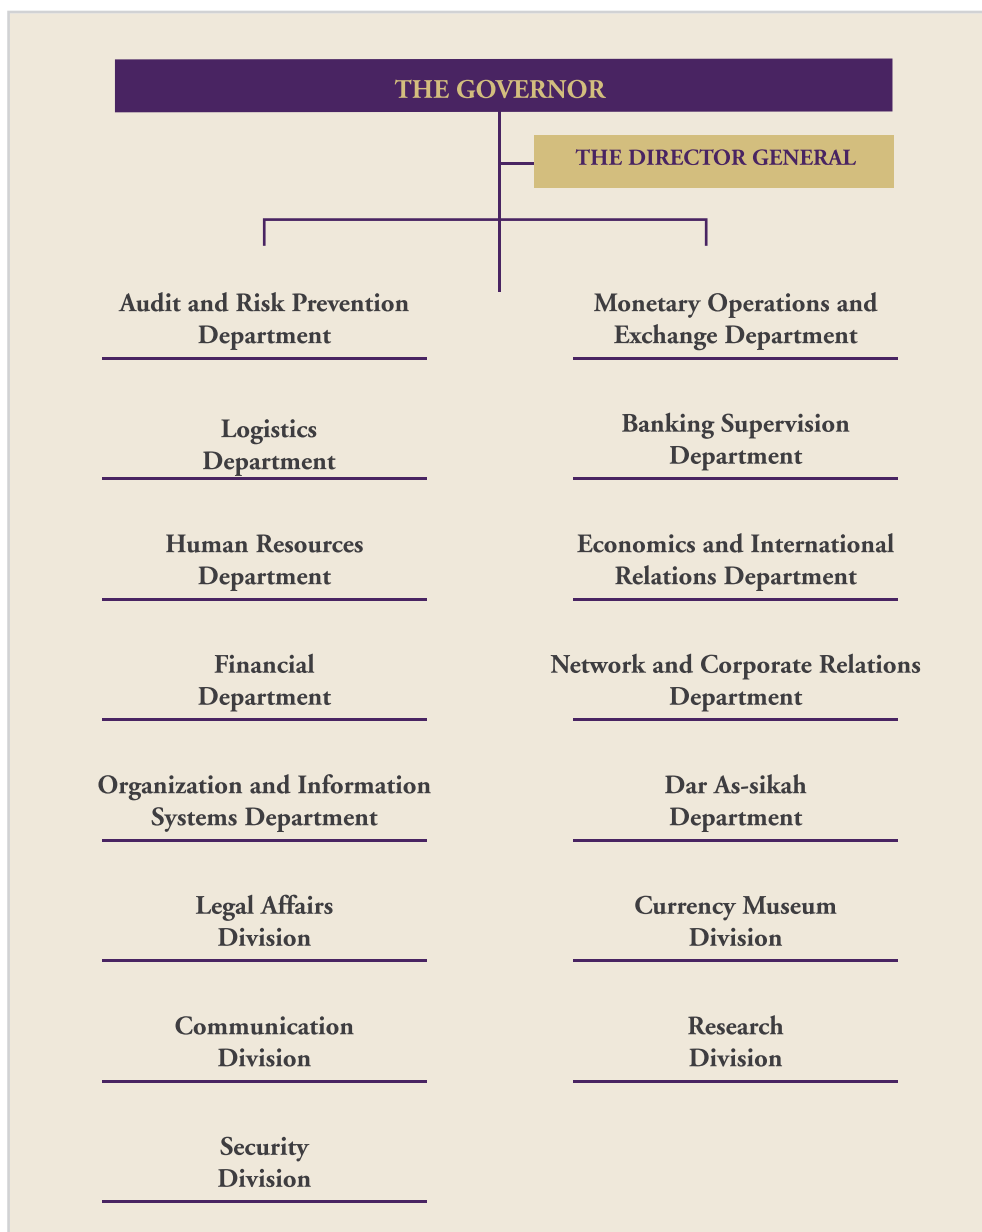 THE GOVERNOR
THE DIRECTOR GENERAL
Audit and Risk Prevention
Department
Logistics
Department
Human Resources
Department
Financial
Department
Organization and Information
Systems Department
Legal Affairs
Division
Communication
Division
Security
Division
Monetary Operations and
Exchange Department
Banking Supervision
Department
Economics and International
Relations Department
Network and Corporate Relations
Department
Dar As-sikah
Department
Currency Museum
Division
Research
Division